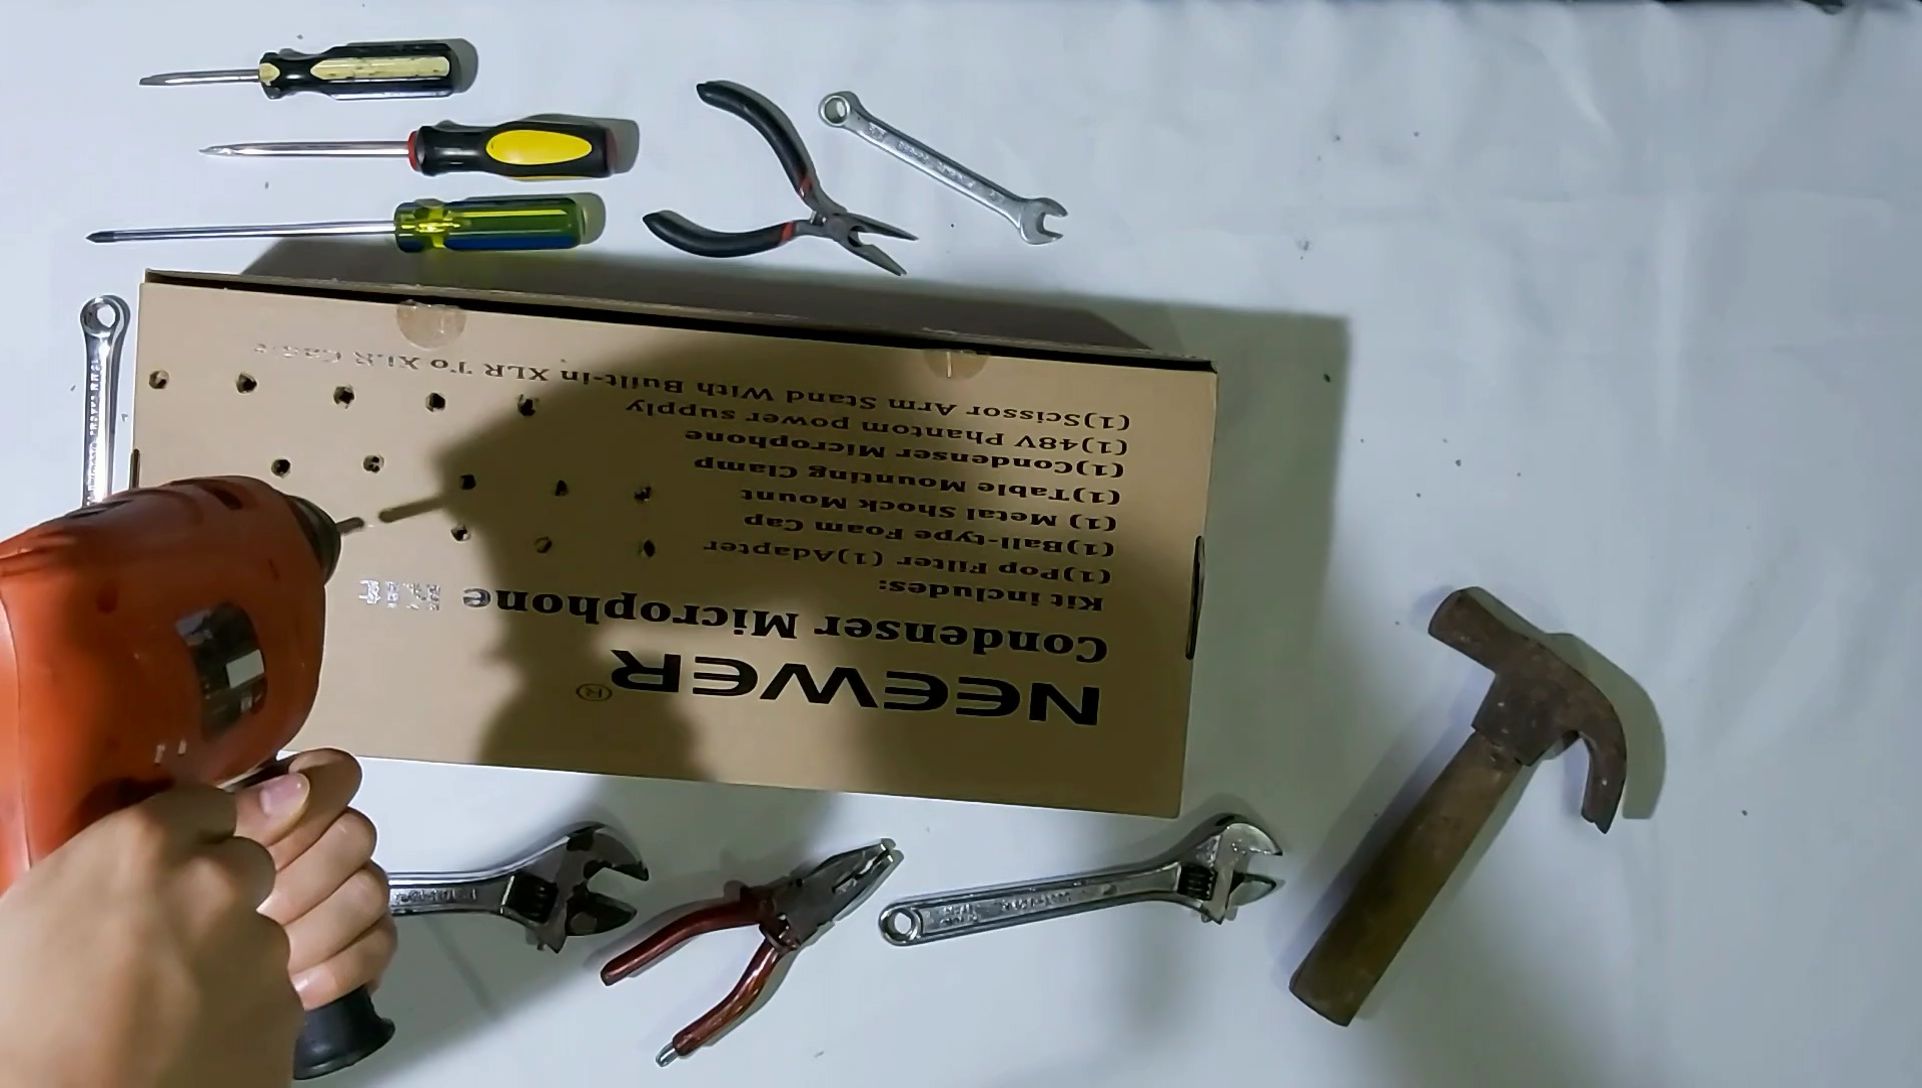 NEEWER®
Condenser Microphone Kit
Kit includes:
(1)Pop Filter (1)Adapter
(1)Ball-type Foam Cap
(1) Metal Shock Mount
(1)Table Mounting Clamp
(1)Condenser Microphone
(1)48V Phantom power supply
(1)Scissor Arm Stand With Built-in XLR To XLR Cable